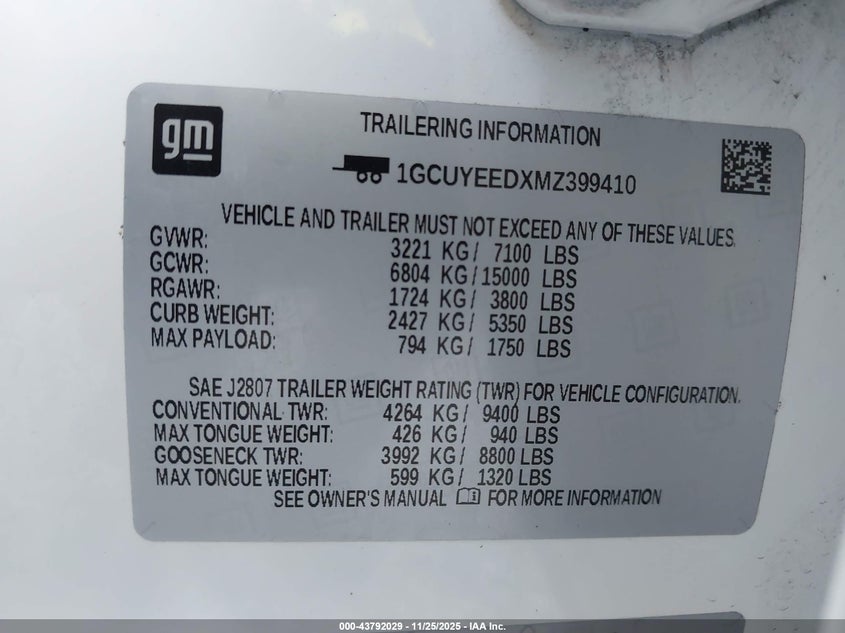 gm
TRAILERING INFORMATION
1GCUYEEDXMZ399410
VEHICLE AND TRAILER MUST NOT EXCEED ANY OF THESE VALUES.
GVWR: 3221 KG / 7100 LBS
GCWR: 6804 KG / 15000 LBS
RGAWR: 1724 KG / 3800 LBS
CURB WEIGHT: 2427 KG / 5350 LBS
MAX PAYLOAD: 794 KG / 1750 LBS
SAE J2807 TRAILER WEIGHT RATING (TWR) FOR VEHICLE CONFIGURATION.
CONVENTIONAL TWR: 4264 KG / 9400 LBS
MAX TONGUE WEIGHT: 426 KG / 940 LBS
GOOSENECK TWR: 3992 KG / 8800 LBS
MAX TONGUE WEIGHT: 599 KG / 1320 LBS
SEE OWNER'S MANUAL FOR MORE INFORMATION
000-43792029 - 11/25/2025 - IAA Inc.